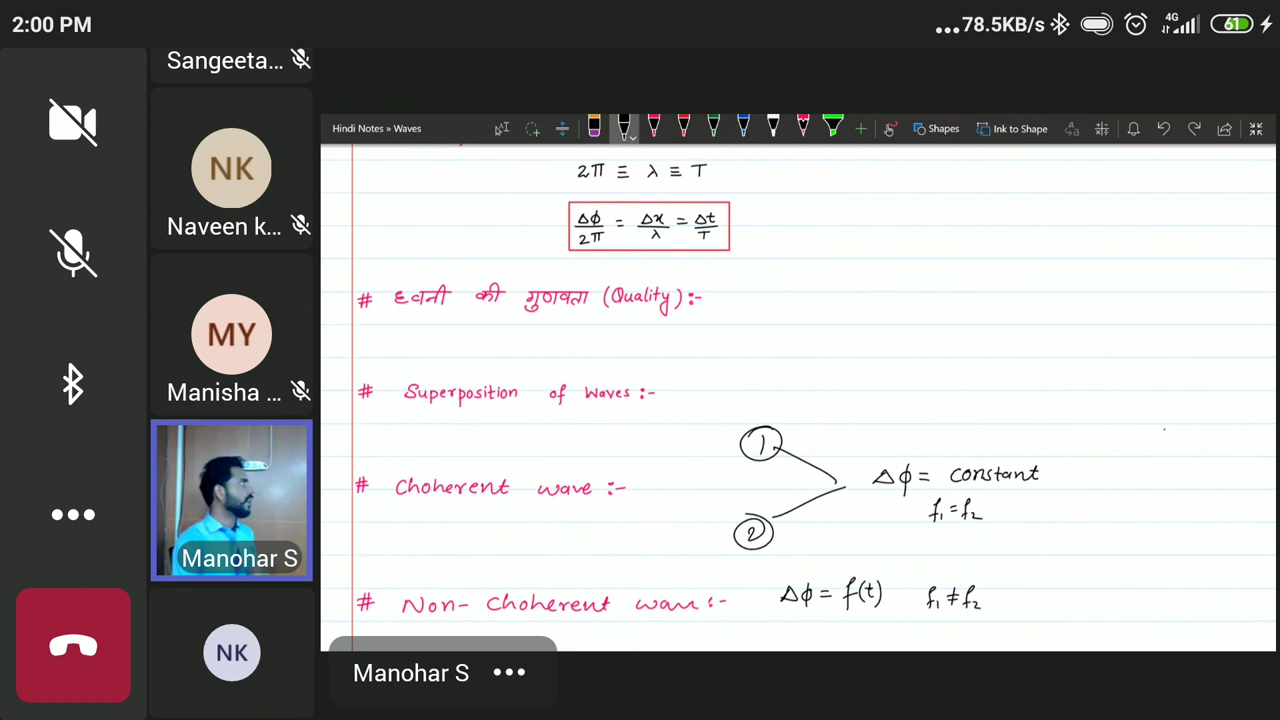 2:00 PM
...78.5KB/s 4G 61
Sangeeta...
NK
Naveen k...
MY
Manisha ...
Manohar S
NK
Hindi Notes » Waves
Shapes
Ink to Shape
2π ≡ λ ≡ T
Δφ/2π = Δx/λ = Δt/T
# ध्वनी की गुणवता (Quality):-
# Superposition of Waves:-
1
# Choherent wave:-
Δφ = constant
f₁ = f₂
2
# Non-Choherent wave:-
Δφ = f(t) f₁ ≠ f₂
Manohar S ...